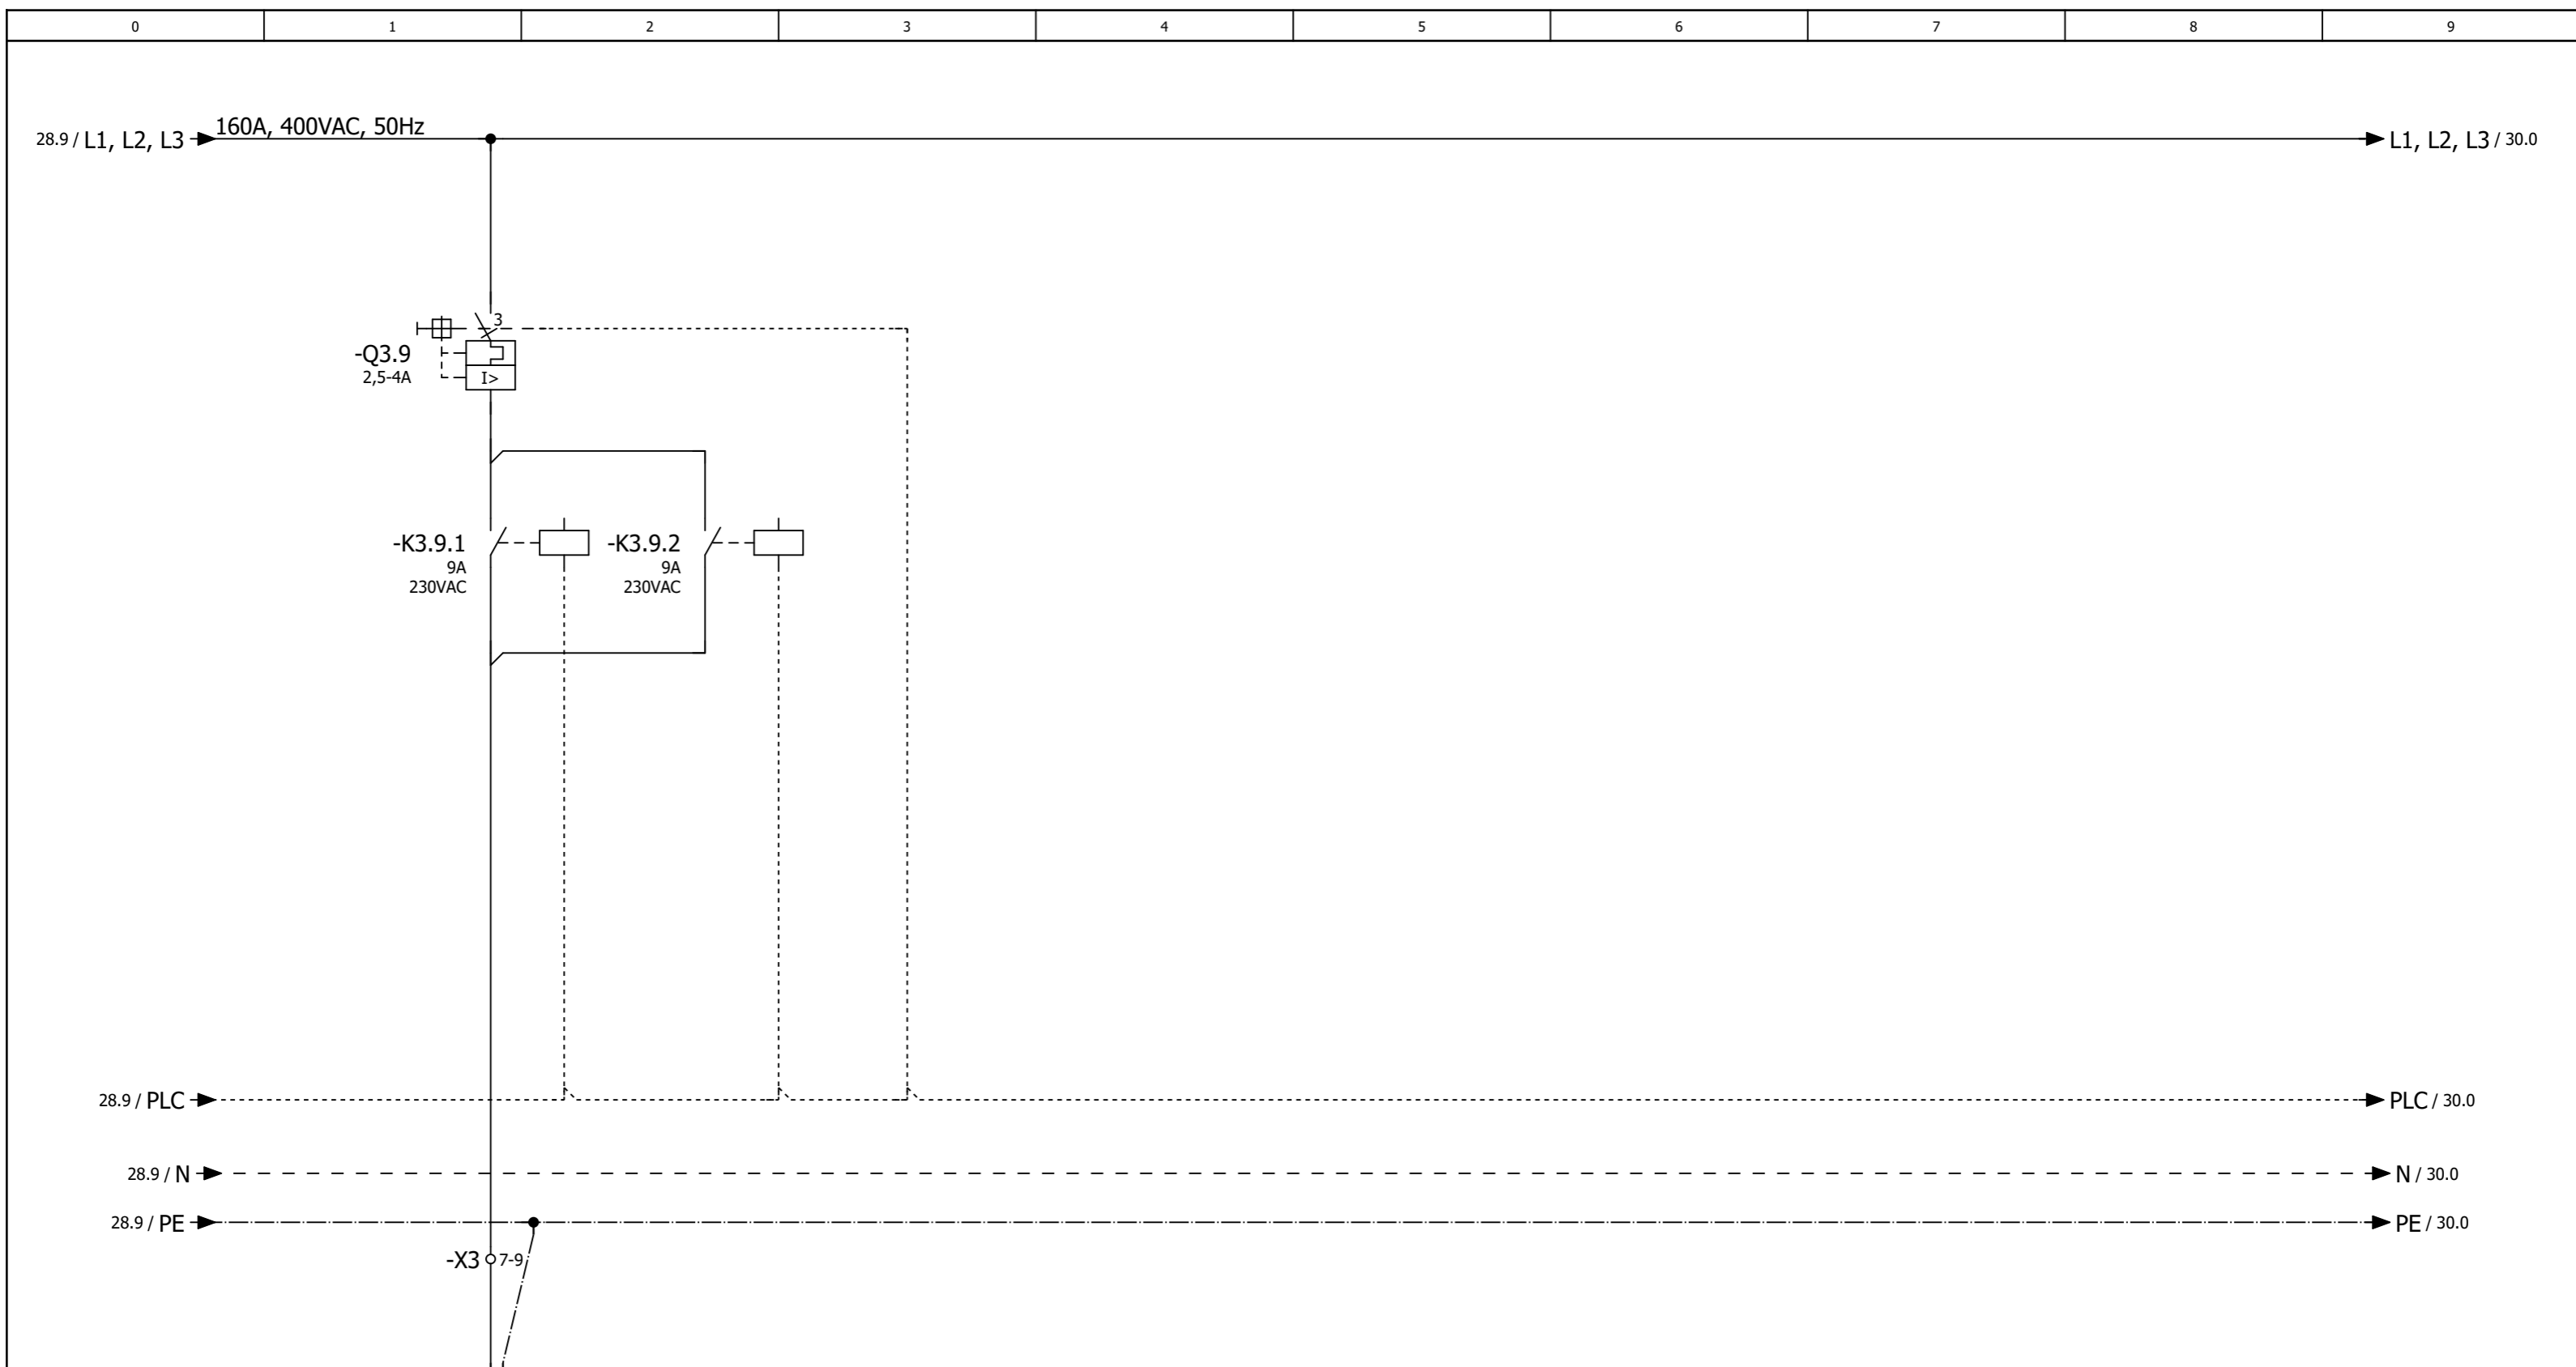 0 1 2 3 4 5 6 7 8 9
160A, 400VAC, 50Hz
28.9 / L1, L2, L3
L1, L2, L3 / 30.0
3
-Q3.9
2,5-4A
I>
-K3.9.1
9A
230VAC
-K3.9.2
9A
230VAC
28.9 / PLC
PLC / 30.0
28.9 / N
N / 30.0
28.9 / PE
PE / 30.0
-X3
7-9